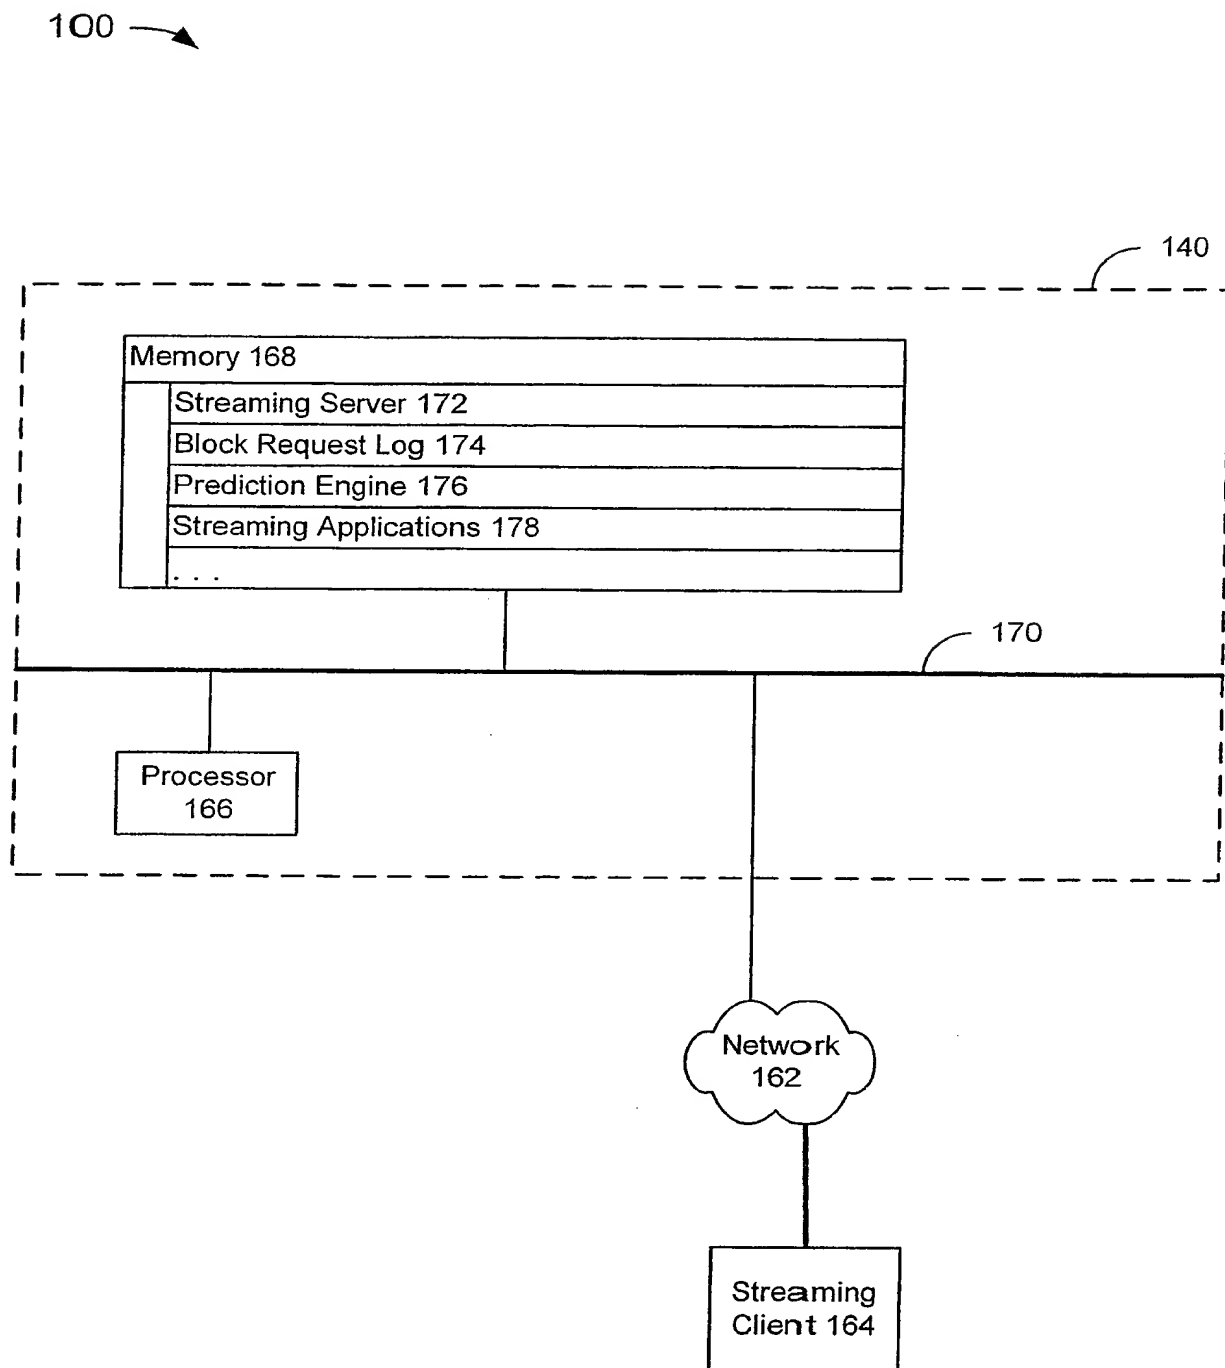 100
140
Memory 168
Streaming Server 172
Block Request Log 174
Prediction Engine 176
Streaming Applications 178
. . .
170
Processor
166
Network
162
Streaming
Client 164